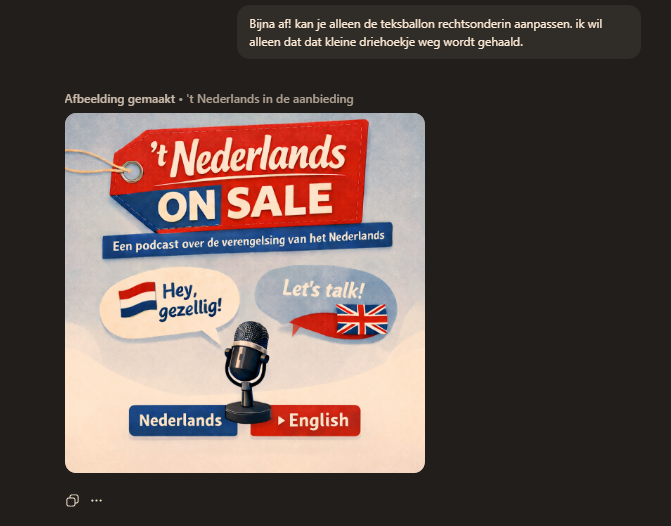 Bijna af! kan je alleen de teksballon rechtsonderin aanpassen. ik wil
alleen dat dat kleine driehoekje weg wordt gehaald.
Afbeelding gemaakt • 't Nederlands in de aanbieding
't Nederlands
ON SALE
Een podcast over de verengelsing van het Nederlands
Hey,
gezellig!
Let's talk!
Nederlands
English